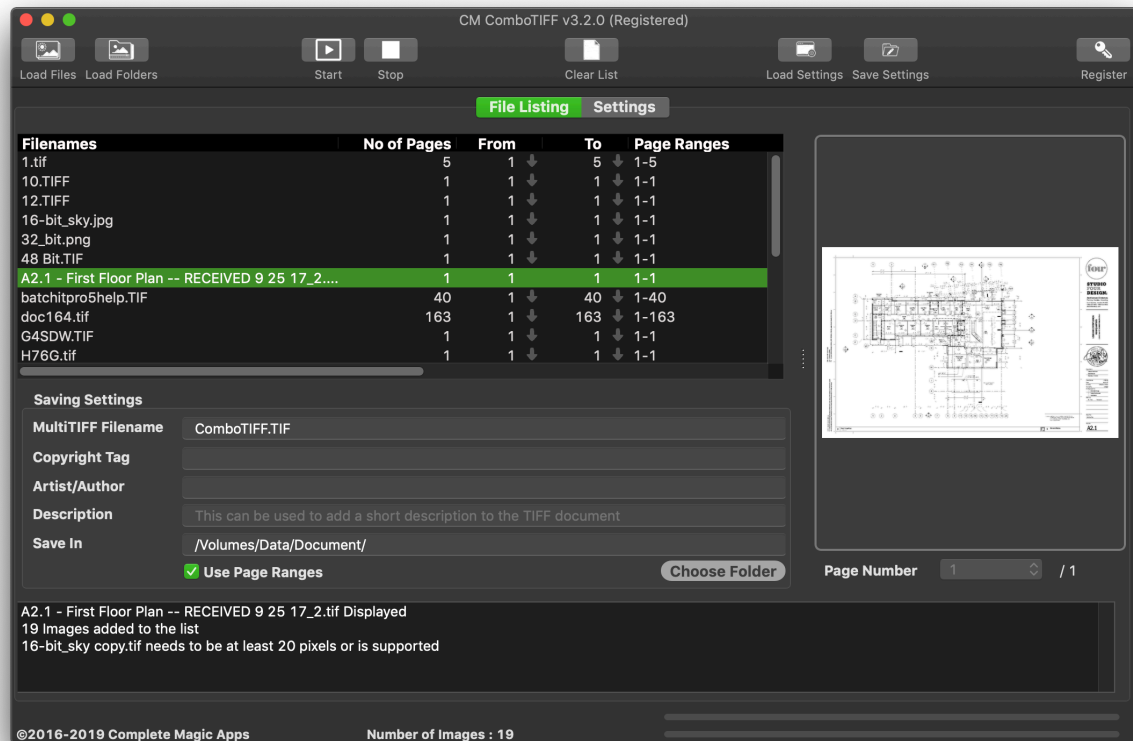 CM ComboTIFF v3.2.0 (Registered)
Load Files Load Folders Start Stop Clear List Load Settings Save Settings Register
File Listing Settings
Filenames No of Pages From To Page Ranges
1.tif 5 1 5 1-5
10.TIFF 1 1 1 1-1
12.TIFF 1 1 1 1-1
16-bit_sky.jpg 1 1 1 1-1
32_bit.png 1 1 1 1-1
48 Bit.TIF 1 1 1 1-1
A2.1 - First Floor Plan -- RECEIVED 9 25 17_2.... 1 1 1 1-1
batchitpro5help.TIF 40 1 40 1-40
doc164.tif 163 1 163 1-163
G4SDW.TIF 1 1 1 1-1
H76G.tif 1 1 1 1-1
four
STUDIO
FOUR
DESIGN
A2.1
Saving Settings
MultiTIFF Filename ComboTIFF.TIF
Copyright Tag
Artist/Author
Description This can be used to add a short description to the TIFF document
Save In /Volumes/Data/Document/
Use Page Ranges Choose Folder
Page Number 1 / 1
A2.1 - First Floor Plan -- RECEIVED 9 25 17_2.tif Displayed
19 Images added to the list
16-bit_sky copy.tif needs to be at least 20 pixels or is supported
©2016-2019 Complete Magic Apps Number of Images : 19